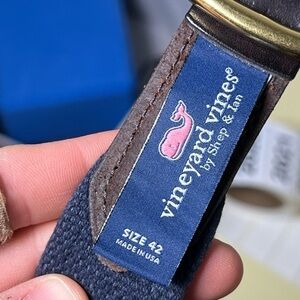 vineyard vines®
by Shep & Ian
SIZE 42
MADE IN USA